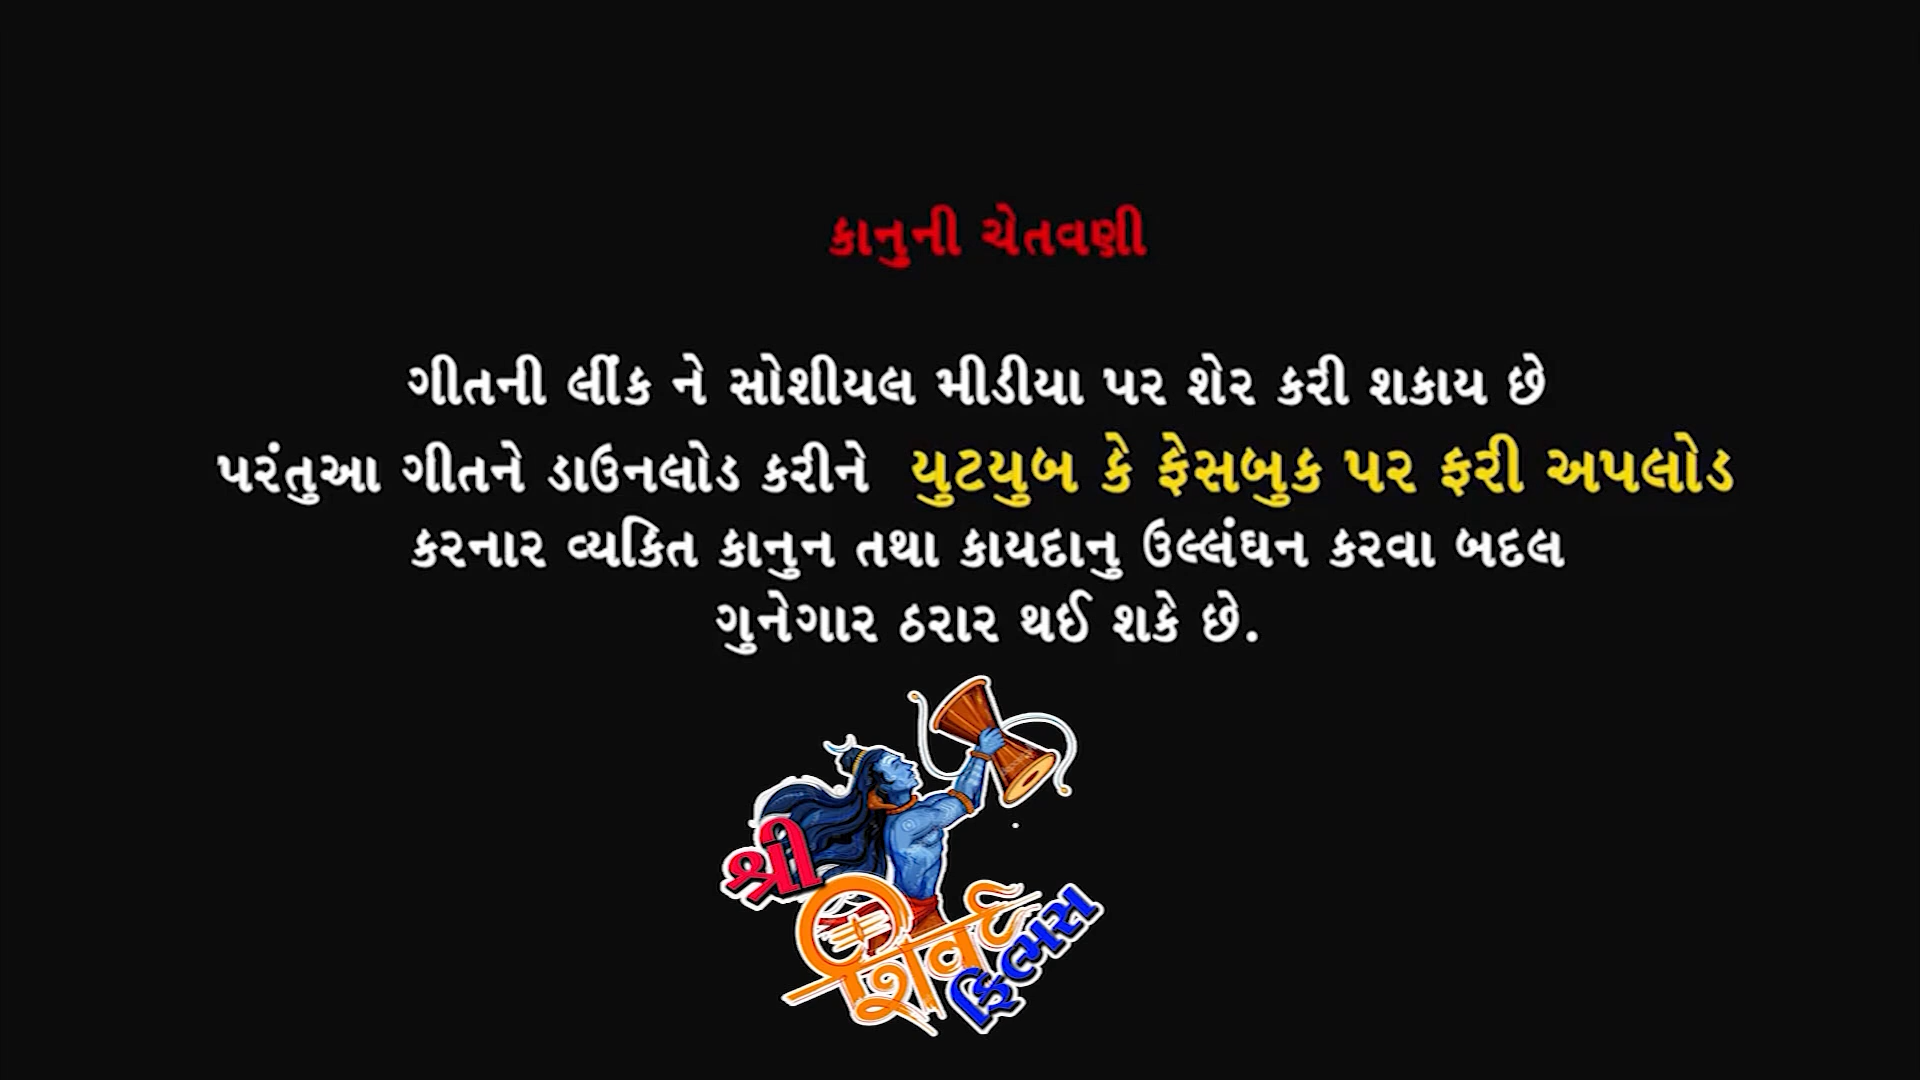 કાનુની ચેતવણી
ગીતની લીંક ને સોશીયલ મીડીયા પર શેર કરી શકાય છે
પરંતુઆ ગીતને ડાઉનલોડ કરીને યુટયુબ કે ફેસબુક પર ફરી અપલોડ
કરનાર વ્યકિત કાનુન તથા કાયદાનુ ઉલ્લંઘન કરવા બદલ
ગુનેગાર ઠરાર થઈ શકે છે.
શ્રી
ફિલ્મસ